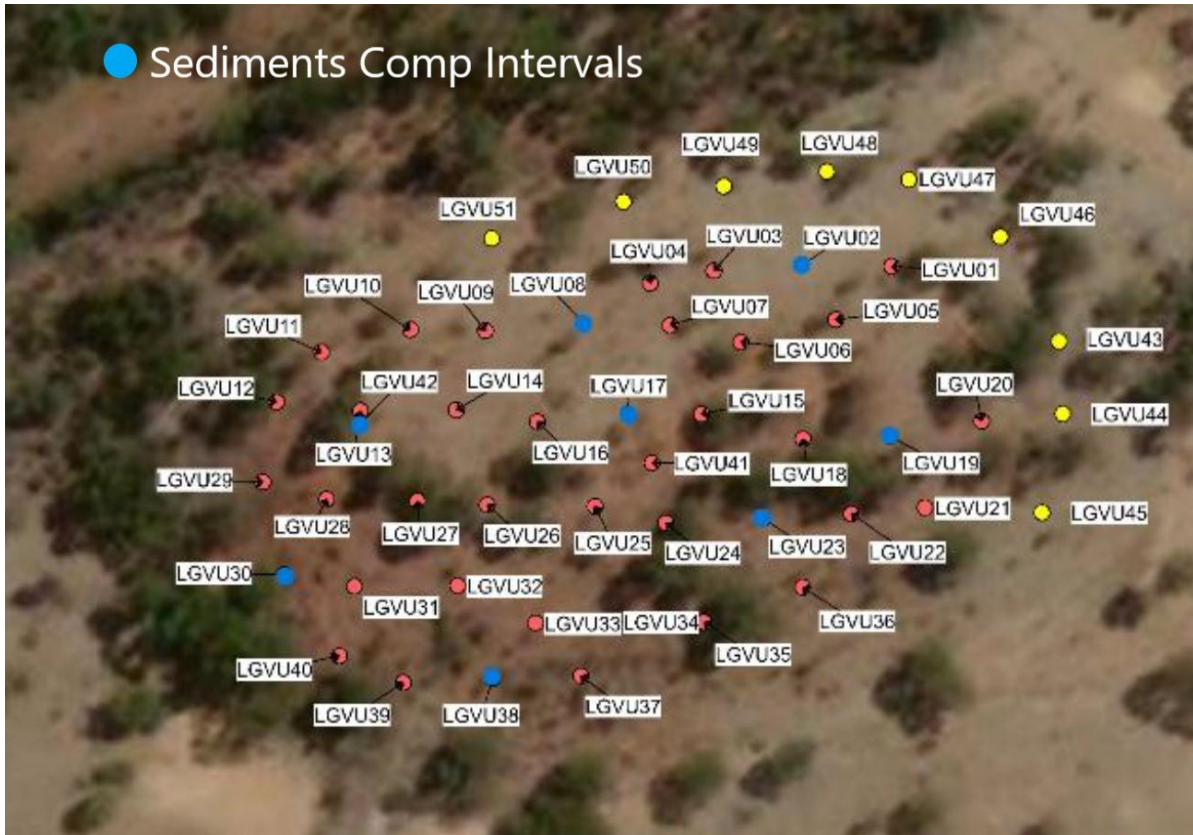 Sediments Comp Intervals
LGVU49
LGVU48
LGVU50
LGVU47
LGVU51
LGVU46
LGVU03
LGVU02
LGVU04
LGVU01
LGVU10
LGVU09
LGVU08
LGVU07
LGVU05
LGVU11
LGVU06
LGVU43
LGVU12
LGVU42
LGVU14
LGVU17
LGVU15
LGVU20
LGVU44
LGVU13
LGVU16
LGVU41
LGVU18
LGVU19
LGVU29
LGVU28
LGVU27
LGVU26
LGVU25
LGVU24
LGVU23
LGVU22
LGVU21
LGVU45
LGVU30
LGVU31
LGVU32
LGVU33
LGVU34
LGVU35
LGVU36
LGVU40
LGVU39
LGVU38
LGVU37